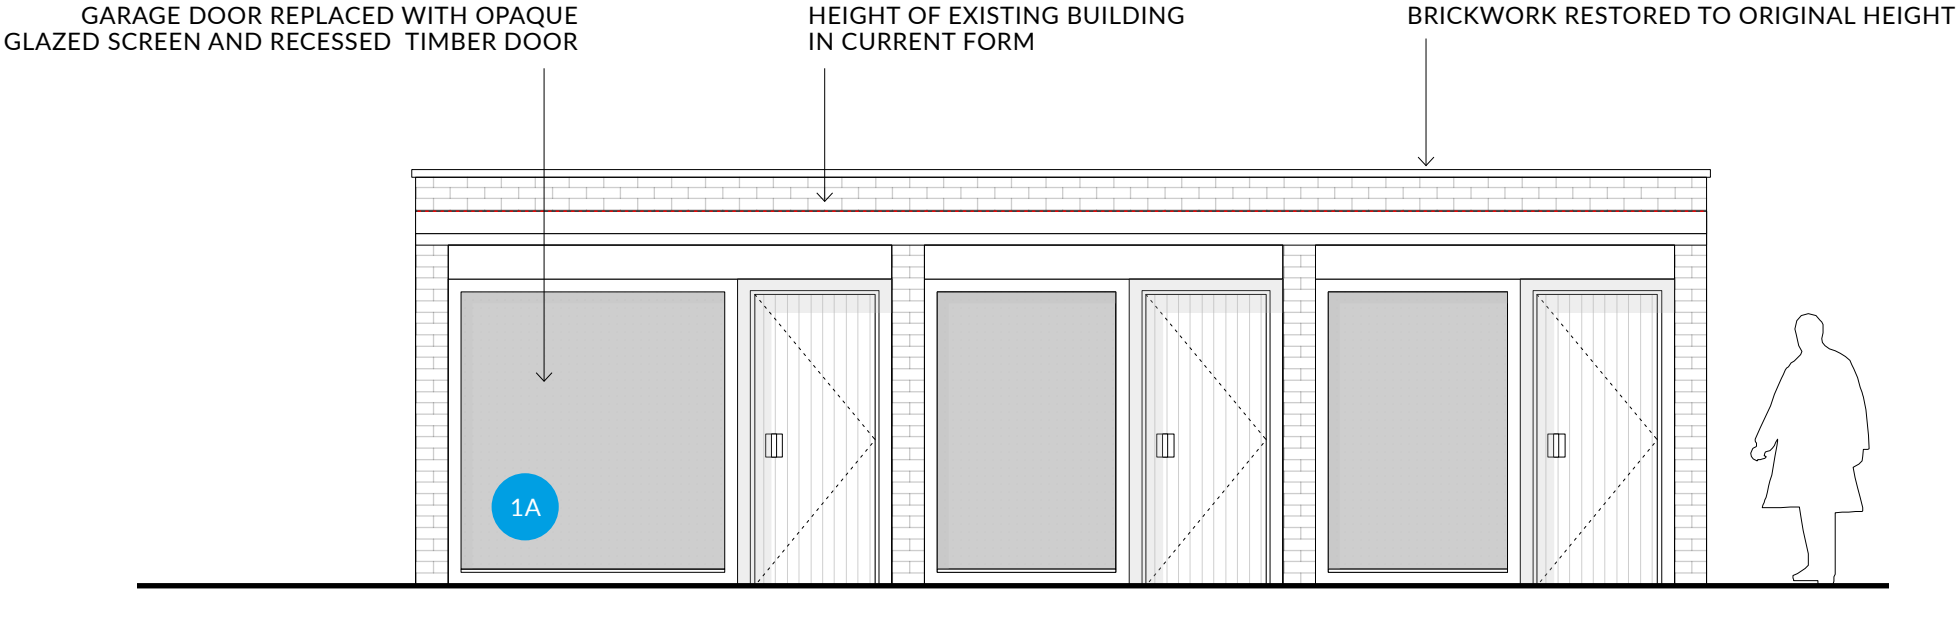 GARAGE DOOR REPLACED WITH OPAQUE
GLAZED SCREEN AND RECESSED TIMBER DOOR
HEIGHT OF EXISTING BUILDING
IN CURRENT FORM
BRICKWORK RESTORED TO ORIGINAL HEIGHT
1A